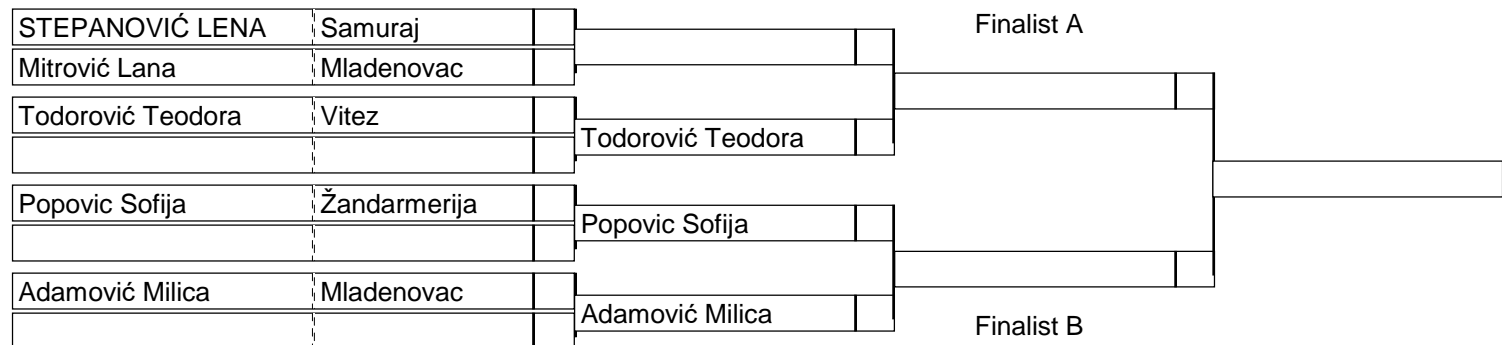 STEPANOVIĆ LENA Samuraj
Mitrović Lana Mladenovac
Todorović Teodora Vitez
Popovic Sofija Žandarmerija
Adamović Milica Mladenovac
Todorović Teodora
Popovic Sofija
Adamović Milica
Finalist A
Finalist B